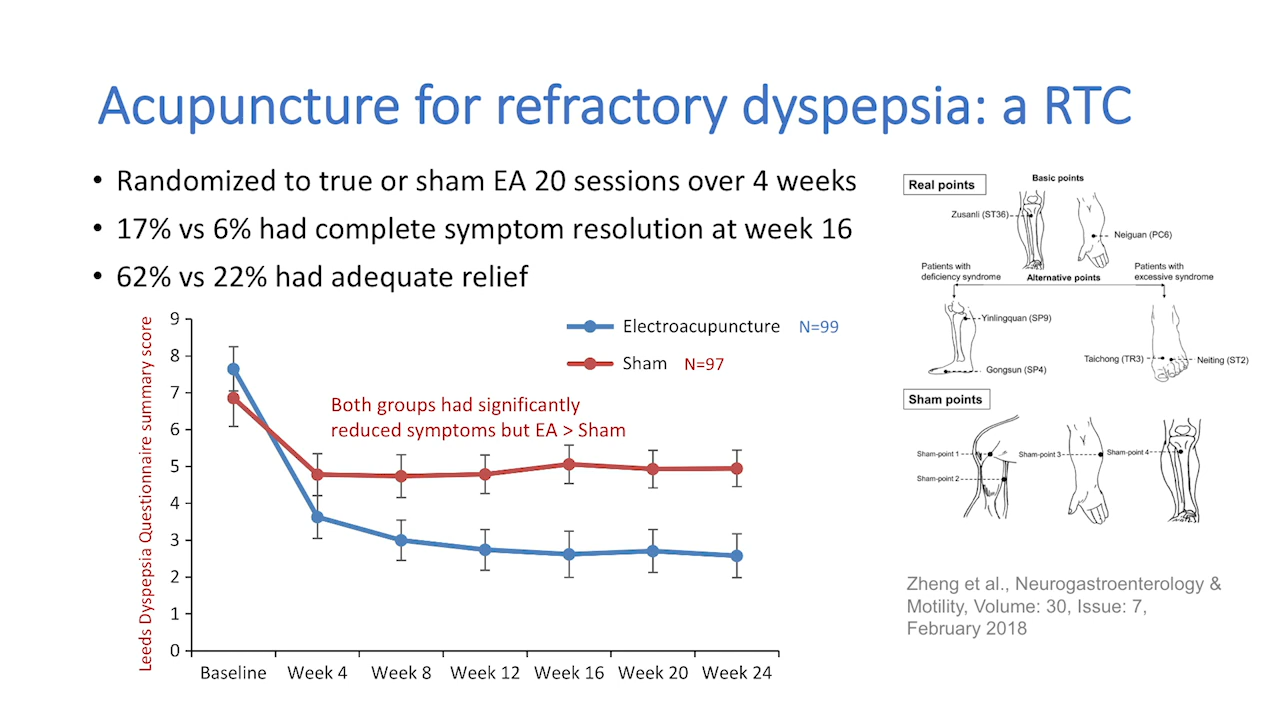 Acupuncture for refractory dyspepsia: a RTC
• Randomized to true or sham EA 20 sessions over 4 weeks
• 17% vs 6% had complete symptom resolution at week 16
• 62% vs 22% had adequate relief
Leeds Dyspepsia Questionnaire summary score
9
8
7
6
5
4
3
2
1
0
Electroacupuncture N=99
Sham N=97
Both groups had significantly
reduced symptoms but EA > Sham
Baseline Week 4 Week 8 Week 12 Week 16 Week 20 Week 24
Real points
Basic points
Zusanli (ST36)
Neiguan (PC6)
Patients with
deficiency syndrome
Alternative points
Patients with
excessive syndrome
Yinlingquan (SP9)
Gongsun (SP4)
Taichong (TR3)
Neiting (ST2)
Sham points
Sham-point 1
Sham-point 2
Sham-point 3
Sham-point 4
Zheng et al., Neurogastroenterology &
Motility, Volume: 30, Issue: 7,
February 2018